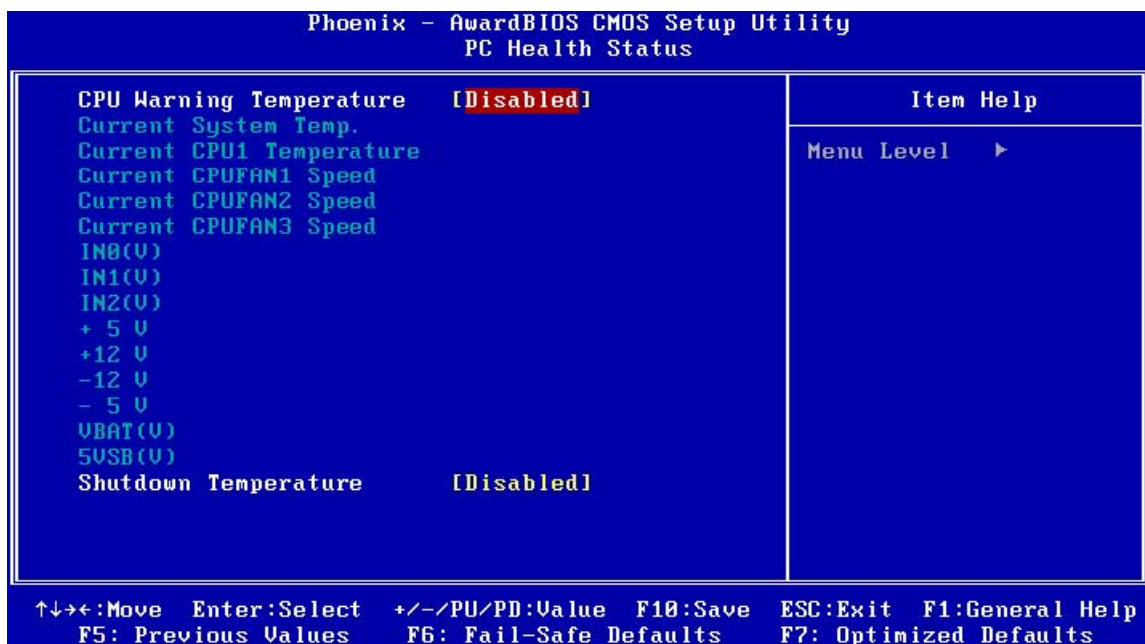 Phoenix - AwardBIOS CMOS Setup Utility
PC Health Status
CPU Warning Temperature [Disabled]
Current System Temp.
Current CPU1 Temperature
Current CPUFAN1 Speed
Current CPUFAN2 Speed
Current CPUFAN3 Speed
IN0(V)
IN1(V)
IN2(V)
+ 5 V
+12 V
-12 V
- 5 V
VBAT(V)
5VSB(V)
Shutdown Temperature [Disabled]
Item Help
Menu Level ▶
↑↓→←:Move Enter:Select +/-/PU/PD:Value F10:Save ESC:Exit F1:General Help
F5: Previous Values F6: Fail-Safe Defaults F7: Optimized Defaults